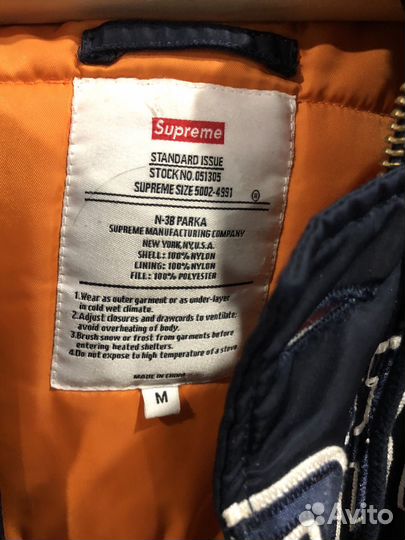 Supreme
STANDARD ISSUE
STOCK NO. 051305
SUPREME SIZE 5002-4991 ®
N-3B PARKA
SUPREME MANUFACTURING COMPANY
NEW YORK, NY, U.S.A.
SHELL: 100% NYLON
LINING: 100% NYLON
FILL: 100% POLYESTER
1.Wear as outer garment or as under-layer
in cold wet climate.
2.Adjust closures and drawcords to ventilate;
avoid overheating of body.
3.Brush snow or frost from garments before
entering heated shelters.
4.Do not expose to high temperature of a stove
MADE IN CHINA
M
Avito